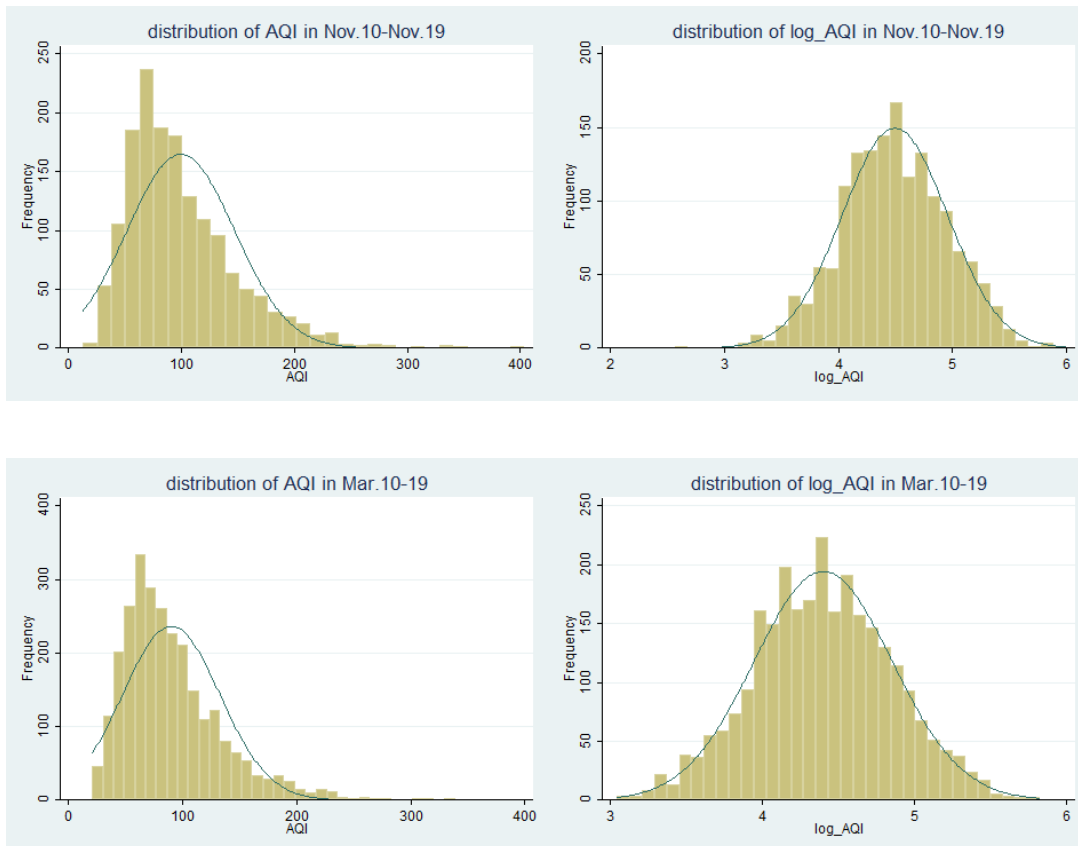 distribution of AQI in Nov.10-Nov.19
250
200
150
100
50
0
Frequency
0 100 200 300 400
AQI
distribution of log_AQI in Nov.10-Nov.19
200
150
100
50
0
Frequency
2 3 4 5 6
log_AQI
distribution of AQI in Mar.10-19
400
300
200
100
0
Frequency
0 100 200 300 400
AQI
distribution of log_AQI in Mar.10-19
250
200
150
100
50
0
Frequency
3 4 5 6
log_AQI